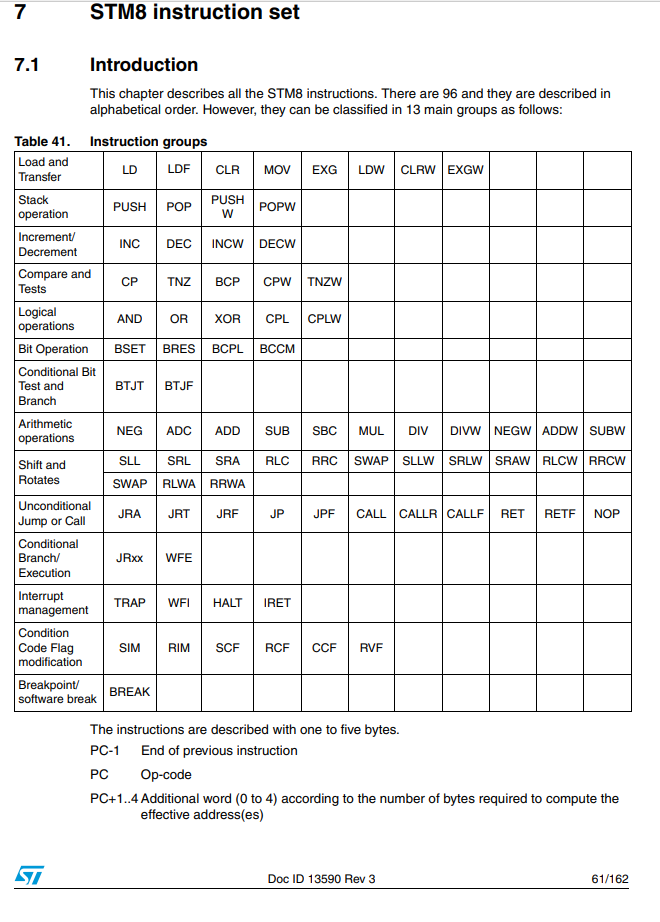 7 STM8 instruction set
7.1 Introduction
This chapter describes all the STM8 instructions. There are 96 and they are described in
alphabetical order. However, they can be classified in 13 main groups as follows:
Table 41. Instruction groups
Load and
Transfer
LD LDF CLR MOV EXG LDW CLRW EXGW
Stack
operation
PUSH POP PUSH
W
POPW
Increment/
Decrement
INC DEC INCW DECW
Compare and
Tests
CP TNZ BCP CPW TNZW
Logical
operations
AND OR XOR CPL CPLW
Bit Operation BSET BRES BCPL BCCM
Conditional Bit
Test and
Branch
BTJT BTJF
Arithmetic
operations
NEG ADC ADD SUB SBC MUL DIV DIVW NEGW ADDW SUBW
Shift and
Rotates
SLL SRL SRA RLC RRC SWAP SLLW SRLW SRAW RLCW RRCW
SWAP RLWA RRWA
Unconditional
Jump or Call
JRA JRT JRF JP JPF CALL CALLR CALLF RET RETF NOP
Conditional
Branch/
Execution
JRxx WFE
Interrupt
management
TRAP WFI HALT IRET
Condition
Code Flag
modification
SIM RIM SCF RCF CCF RVF
Breakpoint/
software break
BREAK
The instructions are described with one to five bytes.
PC-1 End of previous instruction
PC Op-code
PC+1..4 Additional word (0 to 4) according to the number of bytes required to compute the
effective address(es)
ST Doc ID 13590 Rev 3 61/162